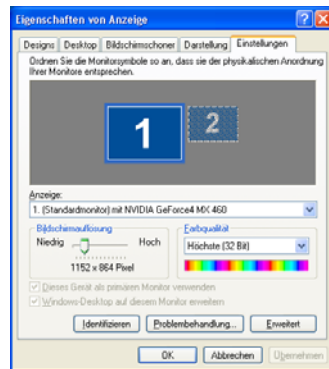 Eigenschaften von Anzeige
Designs Desktop Bildschirmschoner Darstellung Einstellungen
Ordnen Sie die Monitorsymbole so an, dass sie der physikalischen Anordnung
Ihrer Monitore entsprechen.
1 2
Anzeige:
1. (Standardmonitor) mit NVIDIA GeForce4 MX 460
Bildschirmauflösung
Niedrig Hoch
1152 x 864 Pixel
Farbqualität
Höchste (32 Bit)
Dieses Gerät als primären Monitor verwenden
Windows-Desktop auf diesem Monitor erweitern
Identifizieren Problembehandlung... Erweitert
OK Abbrechen Übernehmen